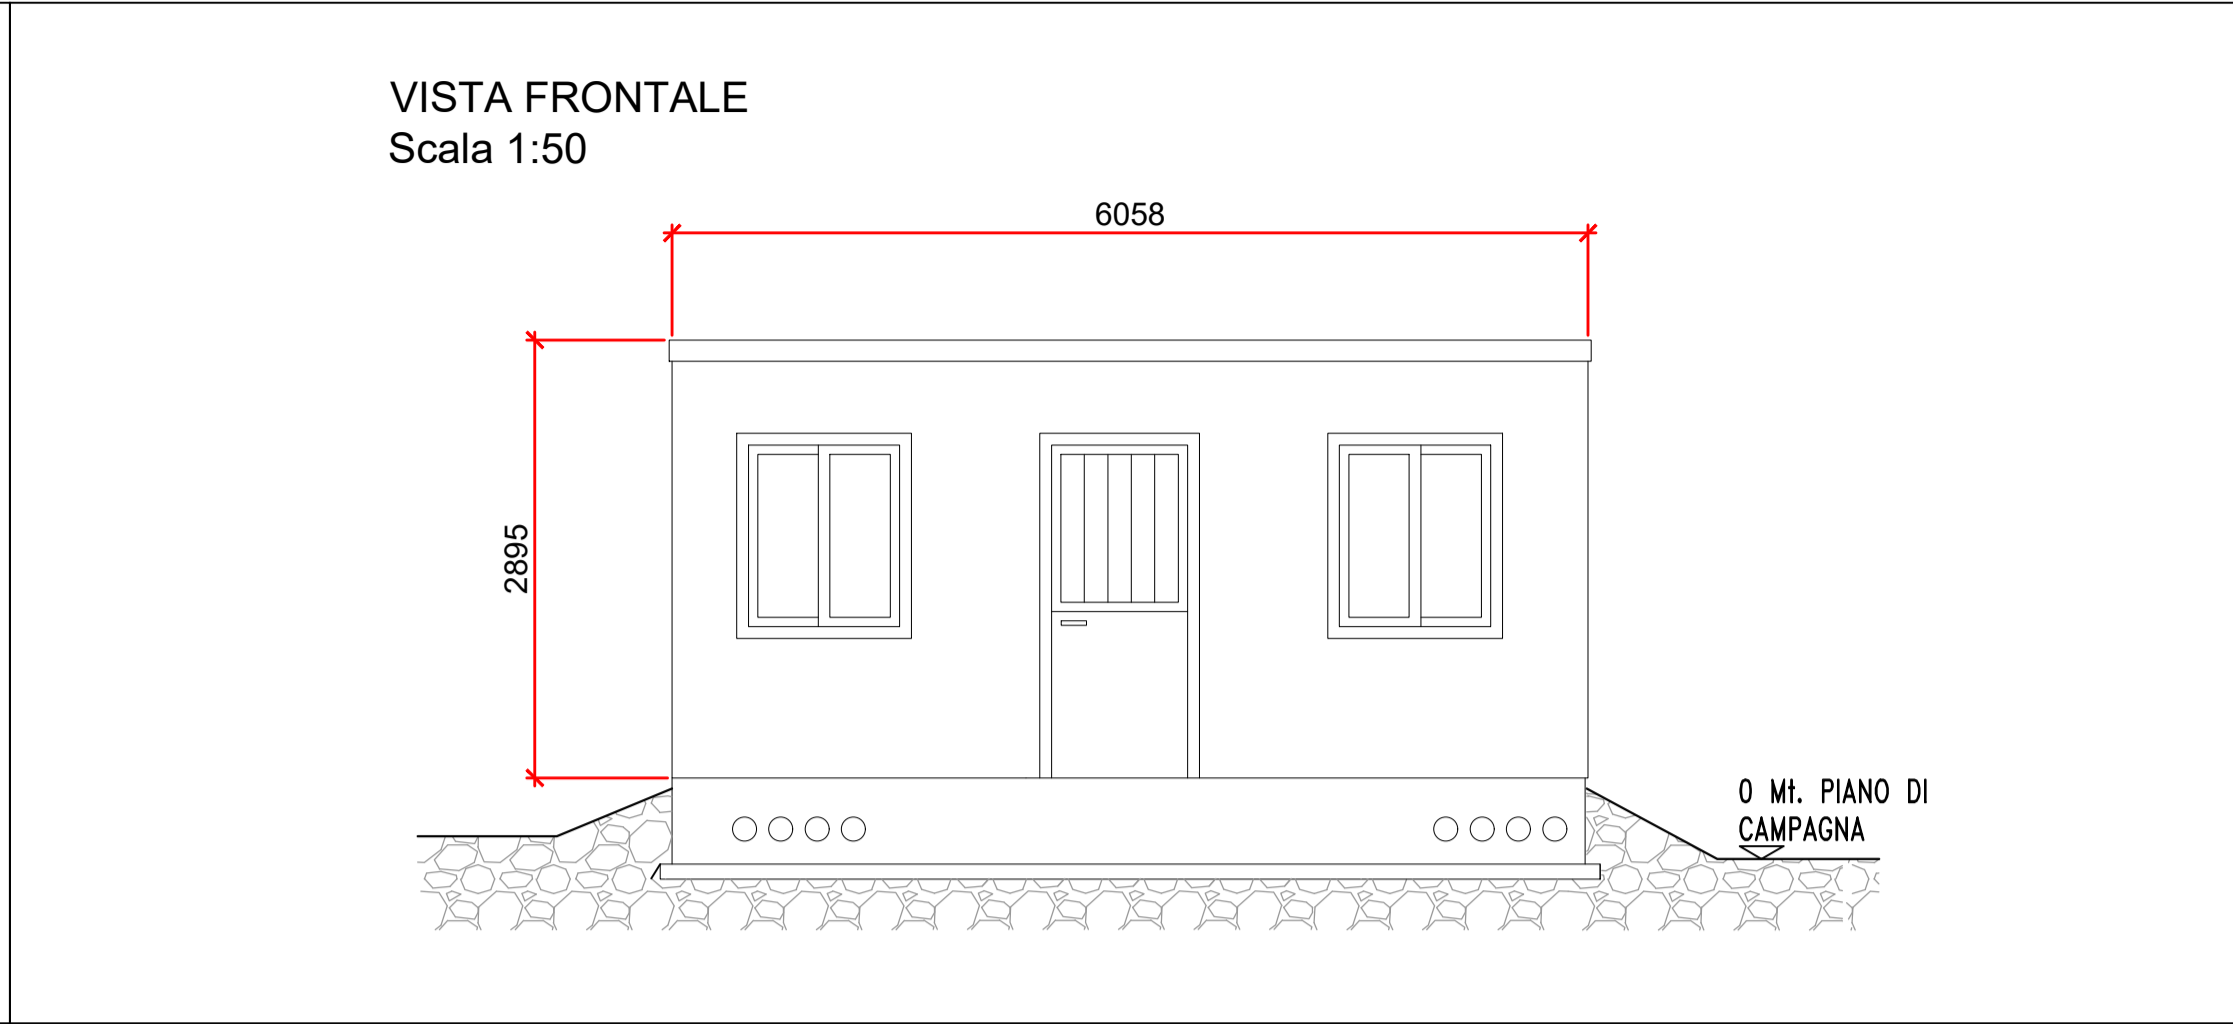 VISTA FRONTALE
Scala 1:50
6058
2895
0 Mt. PIANO DI
CAMPAGNA